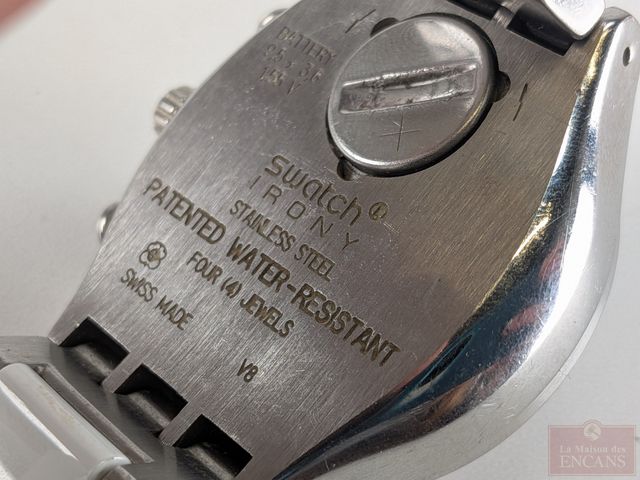 BATTERY
1.55 V
swatch
IRONY
STAINLESS STEEL
PATENTED WATER-RESISTANT
FOUR (4) JEWELS
SWISS MADE
V8
La Maison des
ENCANS